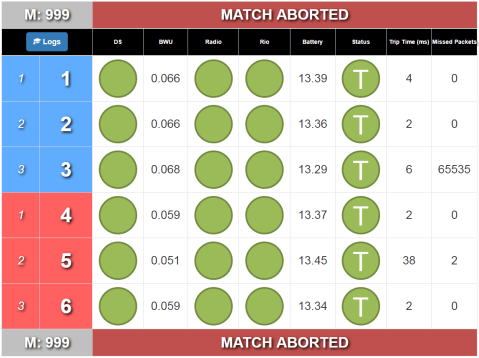 M: 999 MATCH ABORTED
Logs DS BWU Radio Rio Battery Status Trip Time (ms) Missed Packets
1 1 0.066 13.39 T 4 0
2 2 0.066 13.36 T 2 0
3 3 0.068 13.29 T 6 65535
1 4 0.059 13.37 T 2 0
2 5 0.051 13.45 T 38 2
3 6 0.059 13.34 T 2 0
M: 999 MATCH ABORTED